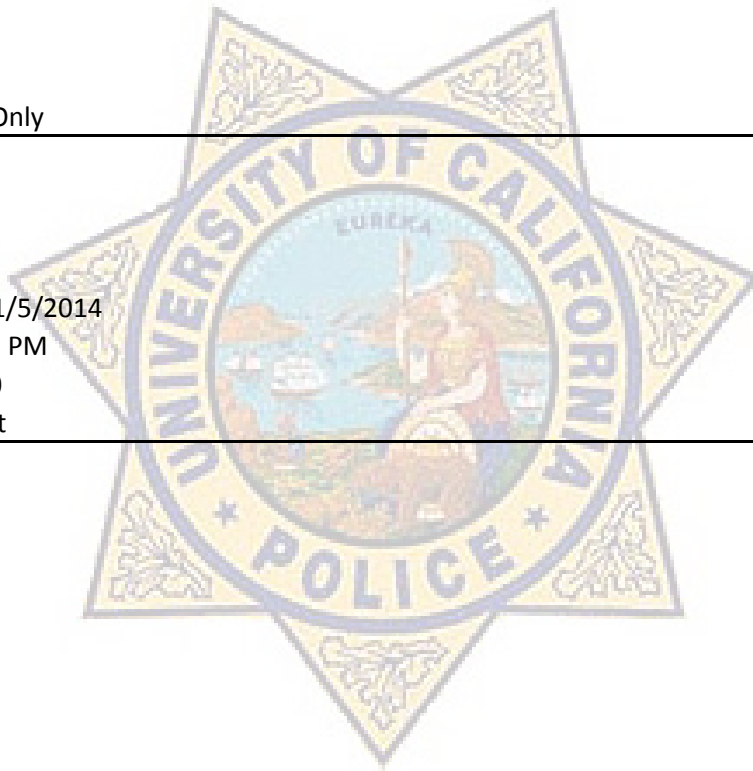 Only
UNIVERSITY OF CALIFORNIA
EUREKA
1/5/2014
PM
)
t
POLICE